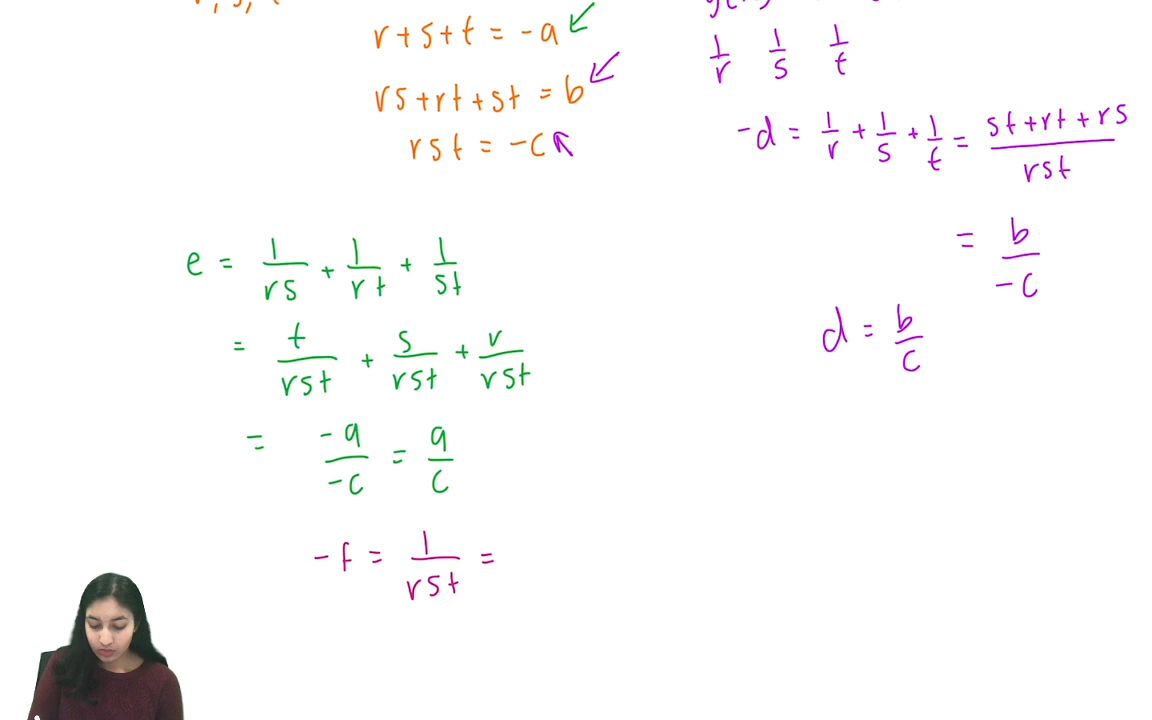 r, s, t
r+s+t = -a
rs+rt+st = b
rst = -c
1/r 1/s 1/t
-d = 1/r + 1/s + 1/t = (st+rt+rs)/rst
= b/-c
d = b/c
e = 1/rs + 1/rt + 1/st
= t/rst + s/rst + r/rst
= -a/-c = a/c
-f = 1/rst =